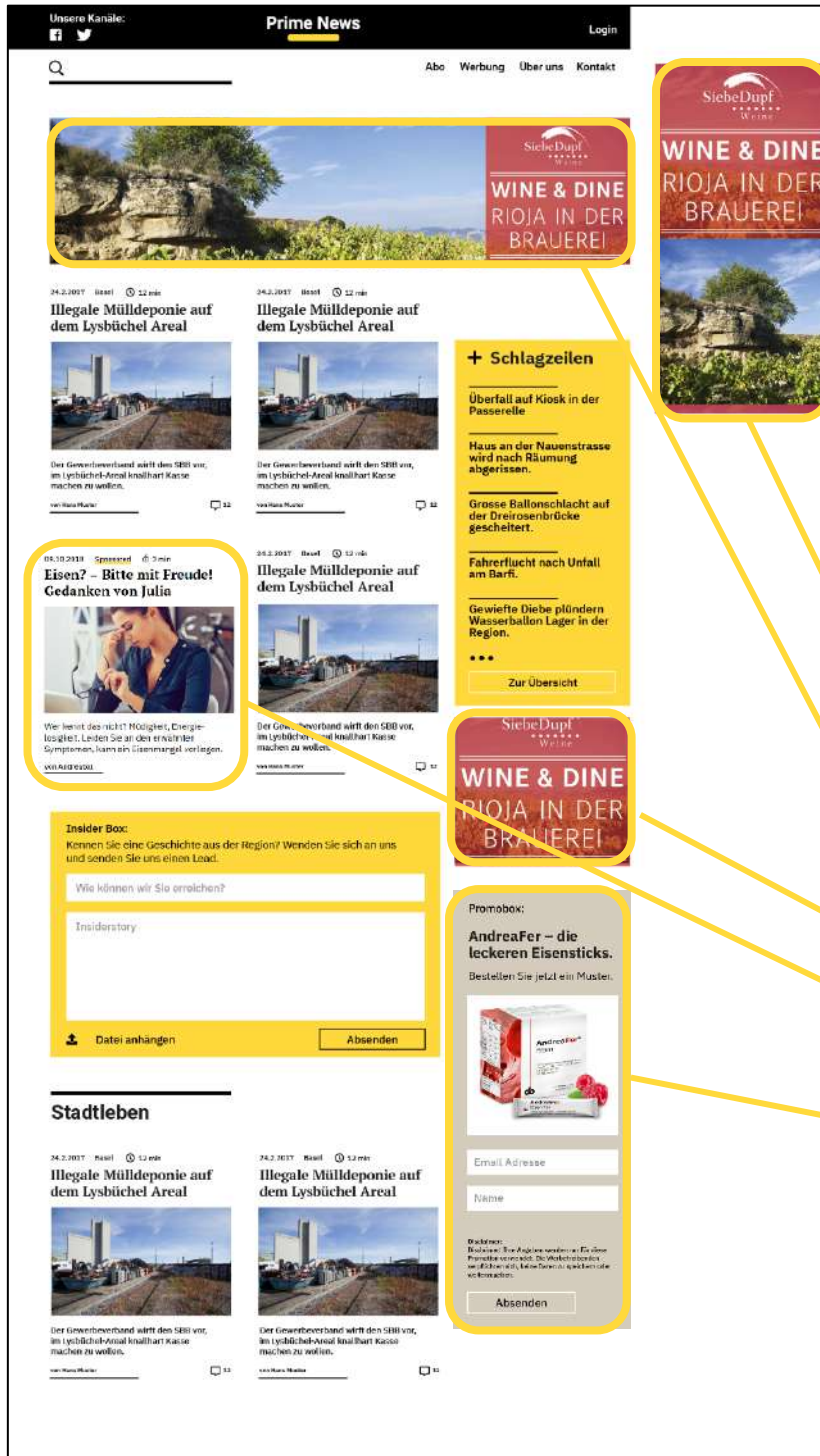 Unsere Kanäle:
Prime News
Login
Abo Werbung Über uns Kontakt
SiebeDupf
Weine
WINE & DINE
RIOJA IN DER
BRAUEREI
SiebeDupf
Weine
WINE & DINE
RIOJA IN DER
BRAUEREI
24.2.2017 Basel 12 min
Illegale Mülldeponie auf
dem Lysbüchel Areal
Der Gewerbeverband wirft den SBB vor,
im Lysbüchel-Areal knallhart Kasse
machen zu wollen.
von Hans Muster 12
24.2.2017 Basel 12 min
Illegale Mülldeponie auf
dem Lysbüchel Areal
Der Gewerbeverband wirft den SBB vor,
im Lysbüchel-Areal knallhart Kasse
machen zu wollen.
von Hans Muster 12
+ Schlagzeilen
Überfall auf Kiosk in der
Passerelle
Haus an der Nauenstrasse
wird nach Räumung
abgerissen.
Grosse Ballonschlacht auf
der Dreirosenbrücke
gescheitert.
Fahrerflucht nach Unfall
am Barfi.
Gewiefte Diebe plündern
Wasserballon Lager in der
Region.
Zur Übersicht
09.10.2018 Sponsored 3 min
Eisen? – Bitte mit Freude!
Gedanken von Julia
Wer kennt das nicht? Müdigkeit, Energie-
losigkeit. Leiden Sie an den erwähnten
Symptomen, kann ein Eisenmangel vorliegen.
24.2.2017 Basel 12 min
Illegale Mülldeponie auf
dem Lysbüchel Areal
Der Gewerbeverband wirft den SBB vor,
im Lysbüchel-Areal knallhart Kasse
machen zu wollen.
von Hans Muster 12
SiebeDupf
Weine
WINE & DINE
RIOJA IN DER
BRAUEREI
Insider Box:
Kennen Sie eine Geschichte aus der Region? Wenden Sie sich an uns
und senden Sie uns einen Lead.
Wie können wir Sie erreichen?
Insiderstory
Datei anhängen Absenden
Promobox:
AndreaFer – die
leckeren Eisensticks.
Bestellen Sie jetzt ein Muster.
AndreaFer
Email Adresse
Name
Disclaimer:
Absenden
Stadtleben
24.2.2017 Basel 12 min
Illegale Mülldeponie auf
dem Lysbüchel Areal
Der Gewerbeverband wirft den SBB vor,
im Lysbüchel-Areal knallhart Kasse
machen zu wollen.
von Hans Muster 12
24.2.2017 Basel 12 min
Illegale Mülldeponie auf
dem Lysbüchel Areal
Der Gewerbeverband wirft den SBB vor,
im Lysbüchel-Areal knallhart Kasse
machen zu wollen.
von Hans Muster 12